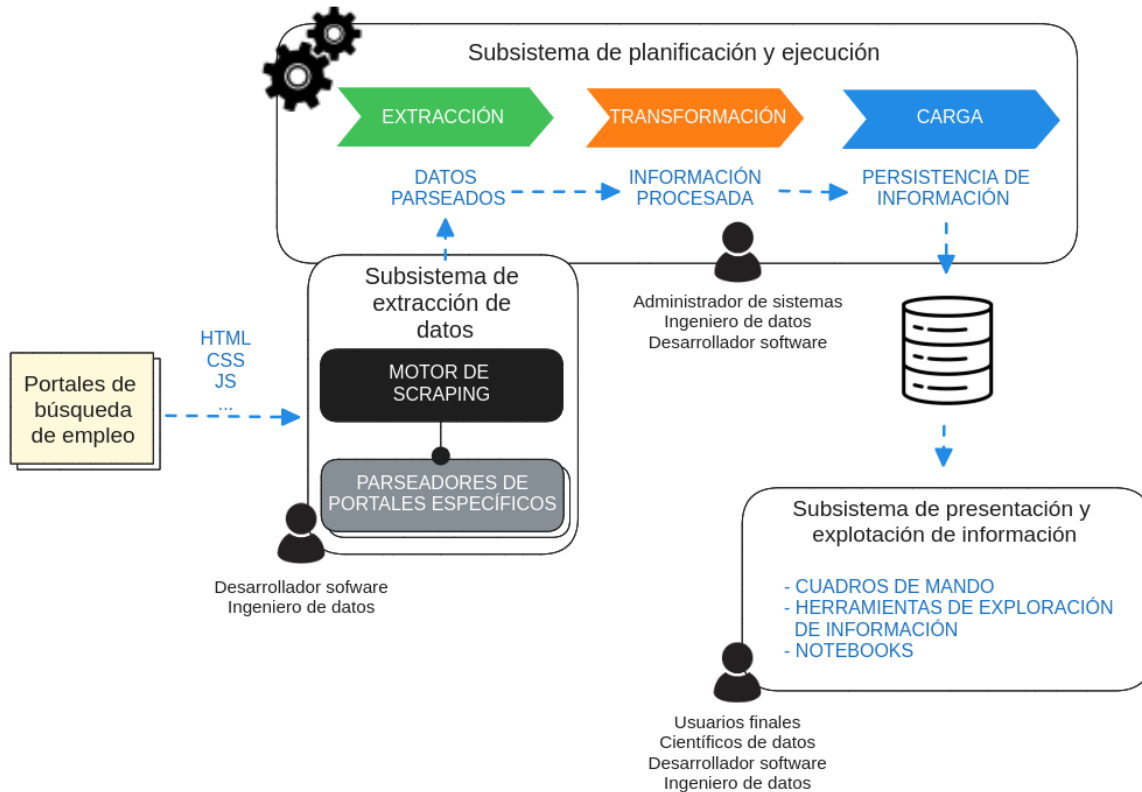 Subsistema de planificación y ejecución
EXTRACCIÓN
TRANSFORMACIÓN
CARGA
DATOS
PARSEADOS
INFORMACIÓN
PROCESADA
PERSISTENCIA DE
INFORMACIÓN
Administrador de sistemas
Ingeniero de datos
Desarrollador software
Subsistema de
extracción de
datos
MOTOR DE
SCRAPING
PARSEADORES DE
PORTALES ESPECÍFICOS
Desarrollador sofware
Ingeniero de datos
HTML
CSS
JS
...
Portales de
búsqueda
de empleo
Subsistema de presentación y
explotación de información
- CUADROS DE MANDO
- HERRAMIENTAS DE EXPLORACIÓN
DE INFORMACIÓN
- NOTEBOOKS
Usuarios finales
Científicos de datos
Desarrollador software
Ingeniero de datos